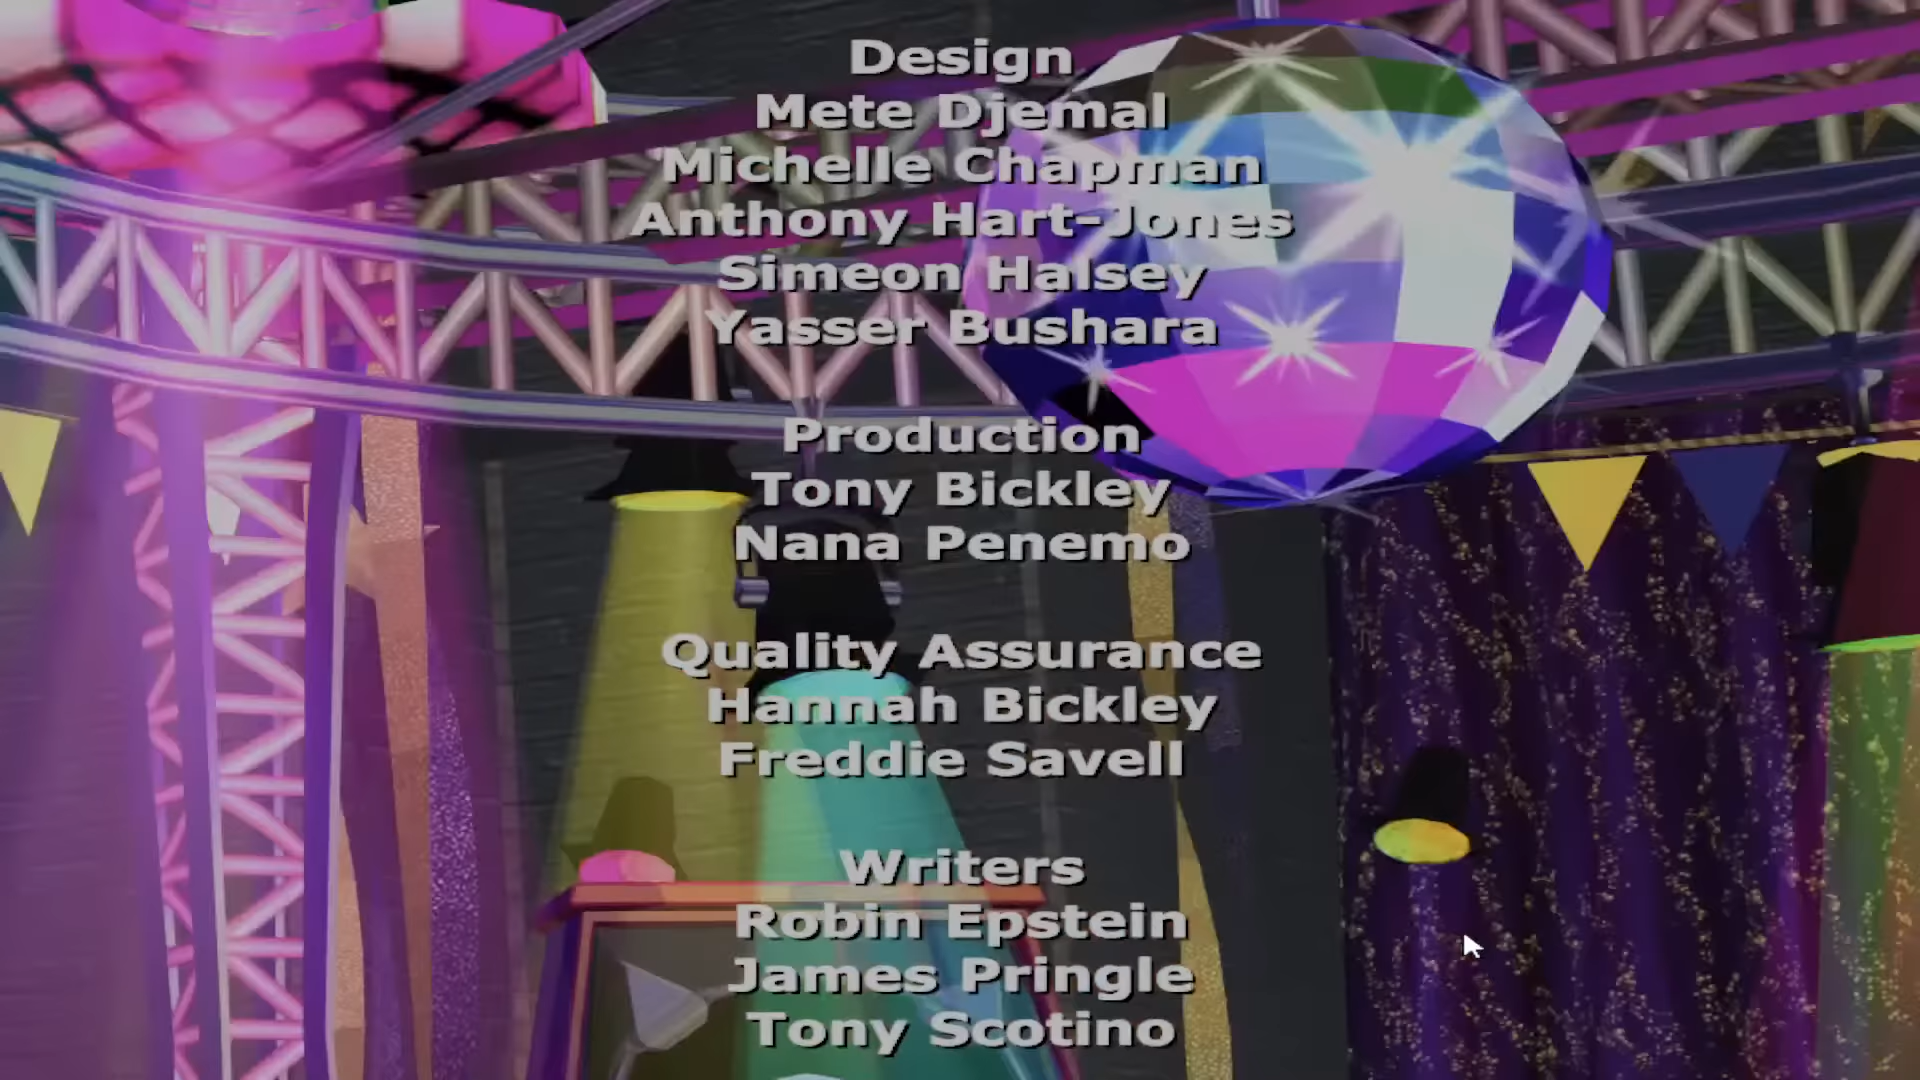 Design
Mete Djemal
Michelle Chapman
Anthony Hart-Jones
Simeon Halsey
Yasser Bushara
Production
Tony Bickley
Nana Penemo
Quality Assurance
Hannah Bickley
Freddie Savell
Writers
Robin Epstein
James Pringle
Tony Scotino